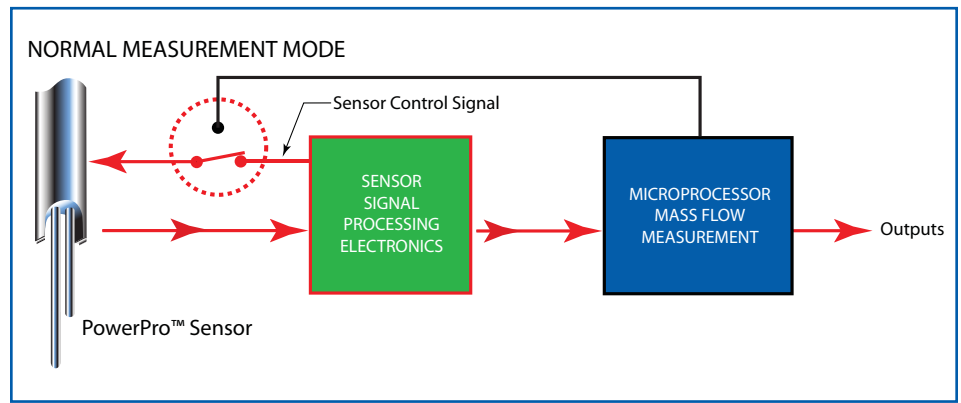 NORMAL MEASUREMENT MODE
Sensor Control Signal
SENSOR
SIGNAL
PROCESSING
ELECTRONICS
MICROPROCESSOR
MASS FLOW
MEASUREMENT
Outputs
PowerPro™ Sensor